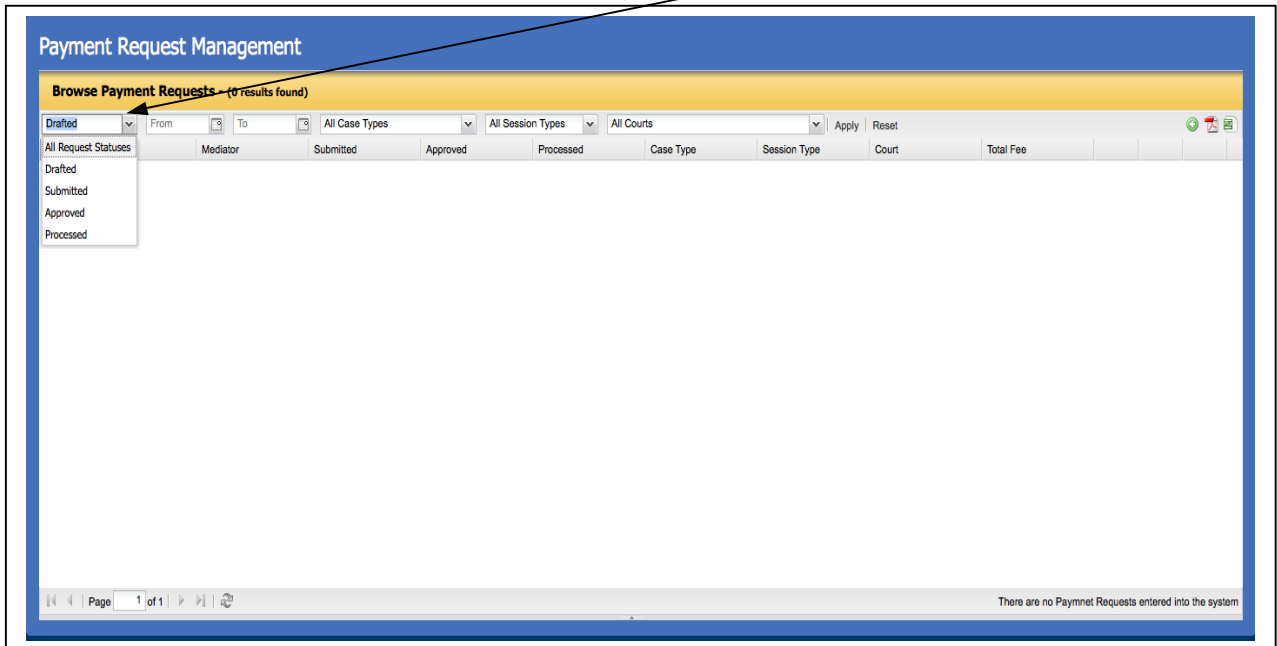 Payment Request Management
Browse Payment Requests - (0 results found)
Drafted From To All Case Types All Session Types All Courts Apply Reset
All Request Statuses Mediator Submitted Approved Processed Case Type Session Type Court Total Fee
Drafted
Submitted
Approved
Processed
Page 1 of 1 There are no Paymnet Requests entered into the system